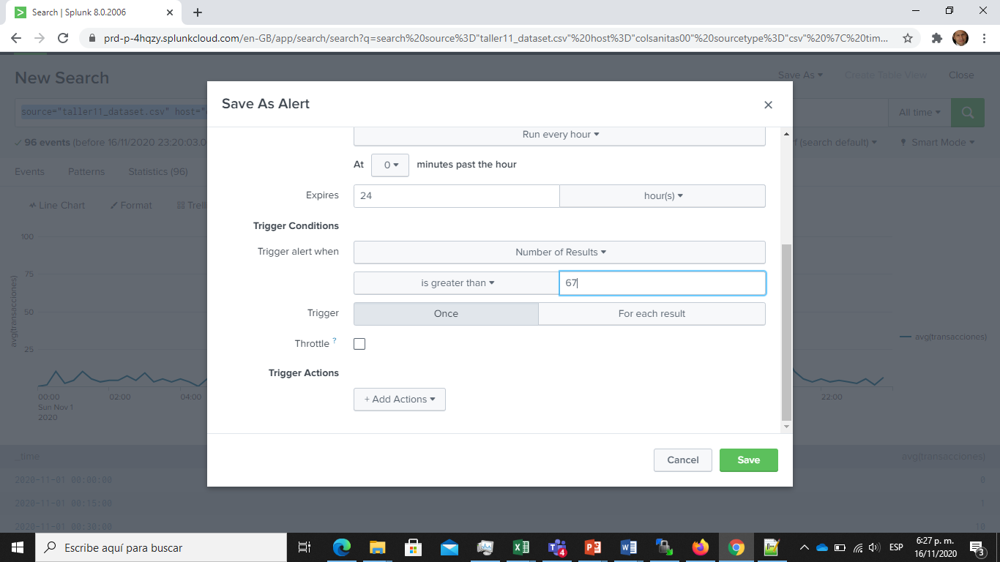 Search | Splunk 8.0.2006
prd-p-4hqzy.splunkcloud.com/en-GB/app/search/search?q=search%20source%3D"taller11_dataset.csv"%20host%3D"colsanitas00"%20sourcetype%3D"csv"%20%7C%20tim...
New Search
Save As
Create Table View
Close
source="taller11_dataset.csv" host="
All time
96 events (before 16/11/2020 23:20:03.0
(search default)
Smart Mode
Events
Patterns
Statistics (96)
Line Chart
Format
Trelli
Save As Alert
Run every hour
At 0 minutes past the hour
Expires 24 hour(s)
Trigger Conditions
Trigger alert when Number of Results
is greater than 67
Trigger Once For each result
Throttle ?
Trigger Actions
+ Add Actions
Cancel
Save
avg(transacciones)
100
75
50
25
00:00
Sun Nov 1
2020
02:00
04:00
22:00
avg(transacciones)
_time avg(transacciones)
2020-11-01 00:00:00 0
2020-11-01 00:15:00 1
2020-11-01 00:30:00 10
Escribe aquí para buscar
4
ESP
6:27 p. m.
16/11/2020
3